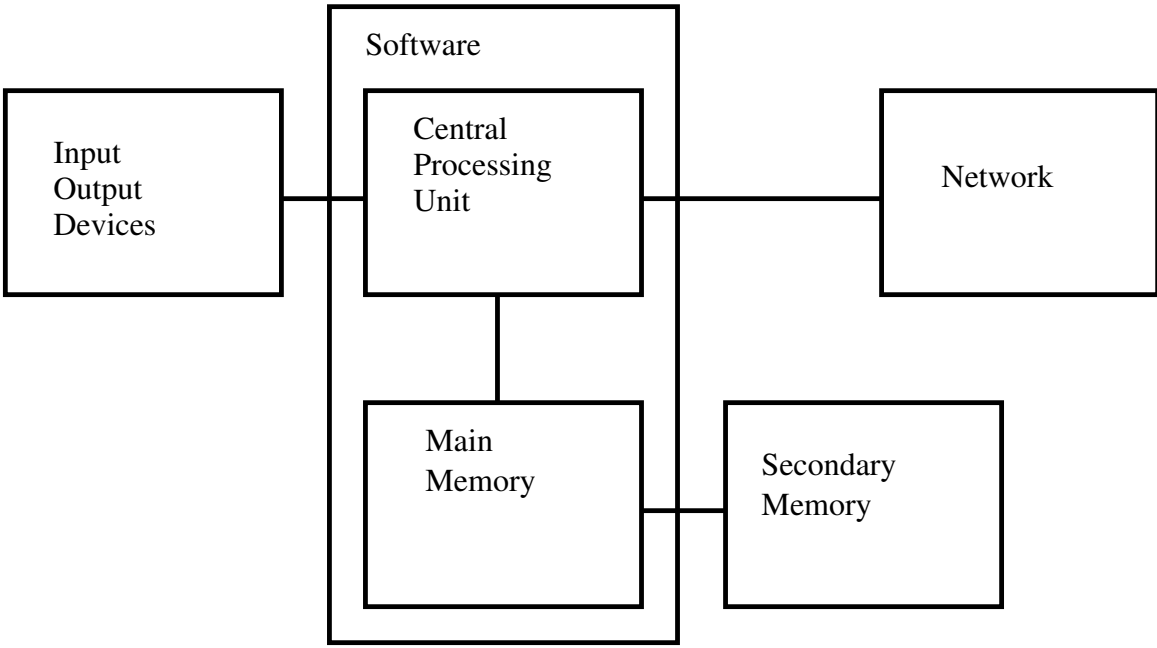 Software
Input
Output
Devices
Central
Processing
Unit
Network
Main
Memory
Secondary
Memory